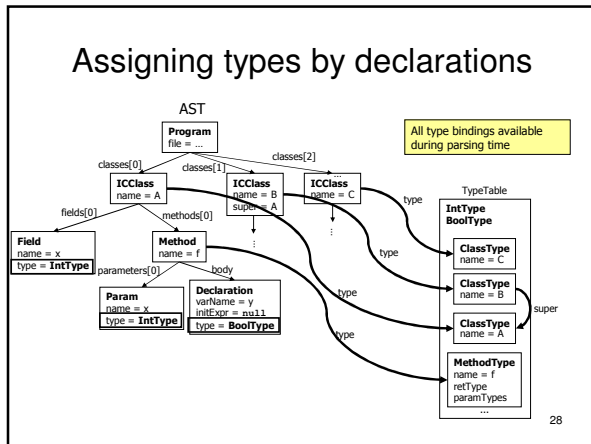 Assigning types by declarations
AST
Program
file = ...
All type bindings available
during parsing time
classes[0]
classes[1]
classes[2]
ICClass
name = A
ICClass
name = B
super = A
...
ICClass
name = C
TypeTable
IntType
BoolType
type
ClassType
name = C
type
ClassType
name = B
super
type
ClassType
name = A
fields[0]
methods[0]
...
...
Field
name = x
type = IntType
Method
name = f
parameters[0]
body
Param
name = x
type = IntType
Declaration
varName = y
initExpr = null
type = BoolType
type
MethodType
name = f
retType
paramTypes
...
28